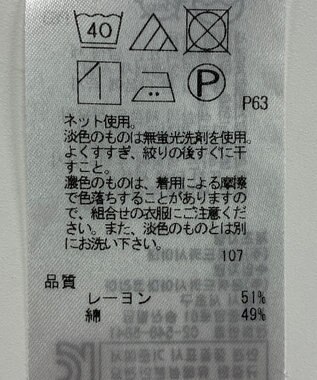 40
P
P63
ネット使用。
淡色のものは無蛍光洗剤を使用。
よくすすぎ、絞りの後すぐに干
すこと。
濃色のものは、着用による摩擦
で色落ちすることがありますの
で、組合せの衣服にご注意くだ
さい。また、淡色のものとは別
にお洗い下さい。
107
品質
レーヨン 51%
綿 49%